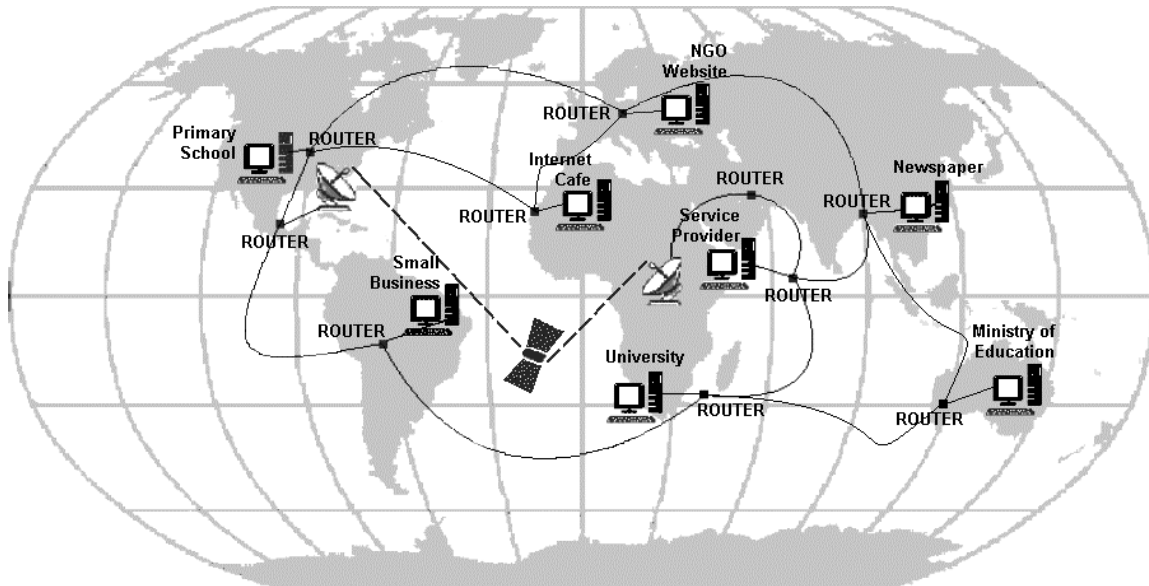 NGO
Website
ROUTER
Primary
School
ROUTER
Internet
Cafe
ROUTER
Newspaper
ROUTER
ROUTER
ROUTER
Service
Provider
ROUTER
Small
Business
ROUTER
University
ROUTER
Ministry of
Education
ROUTER